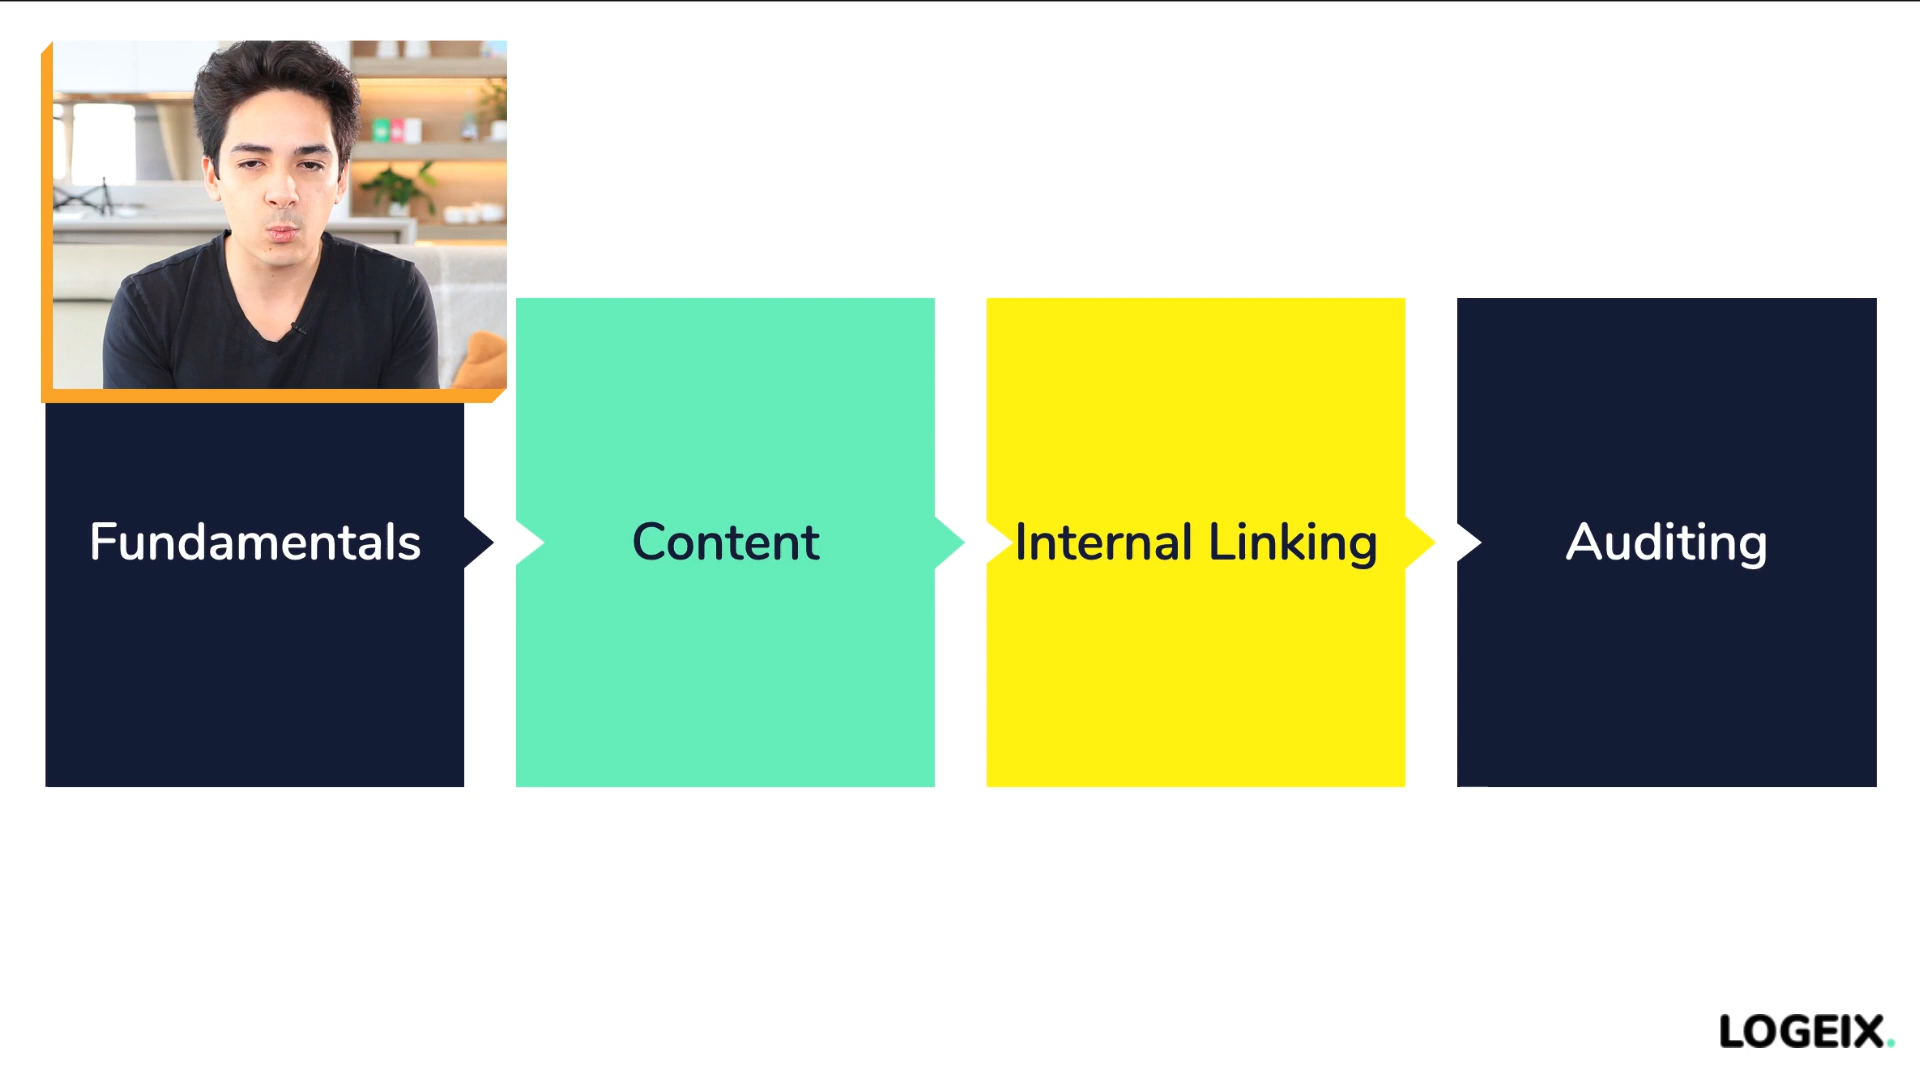 Fundamentals
Content
Internal Linking
Auditing
LOGEIX.